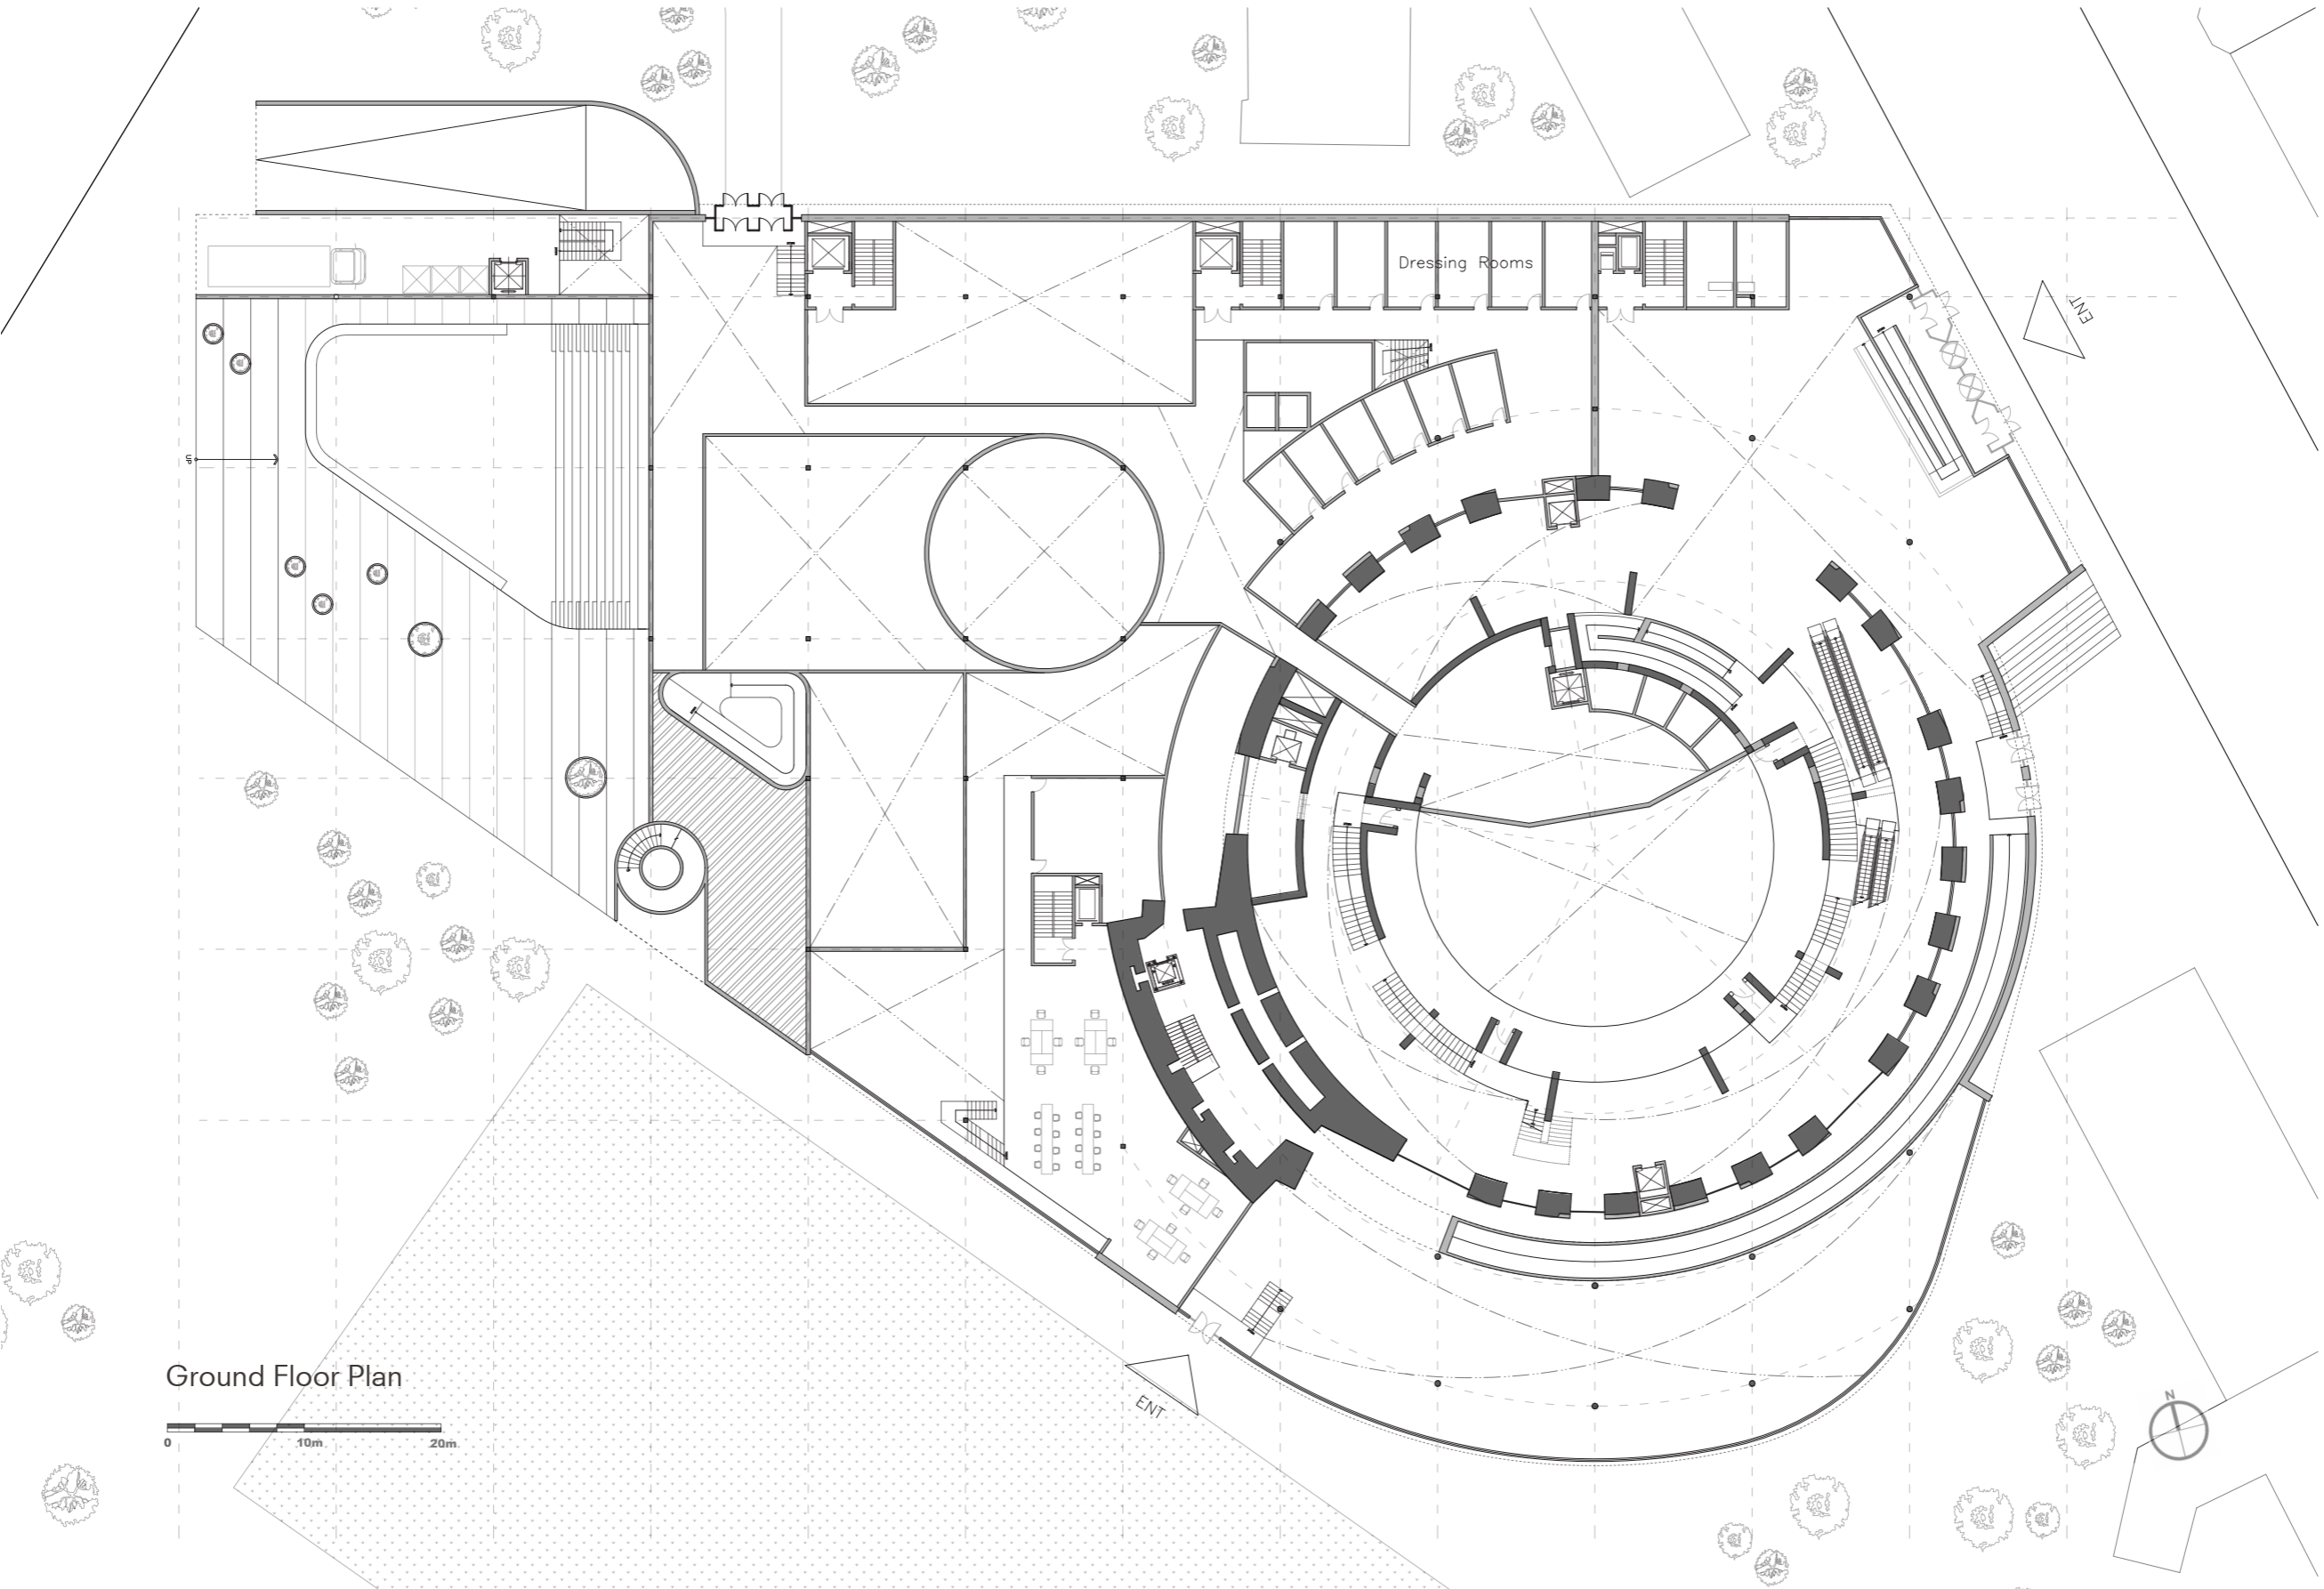 Dressing Rooms
ENT
UP
Ground Floor Plan
0 10m 20m
ENT
N